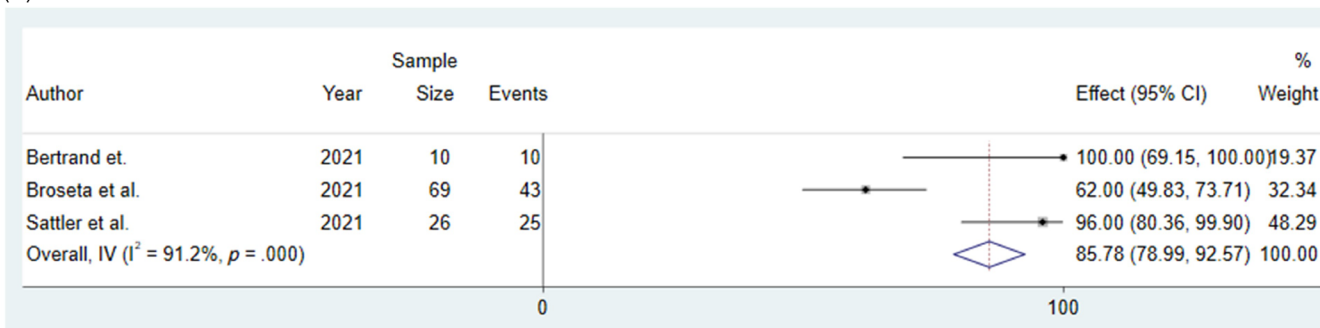 Sample %
Author Year Size Events Effect (95% CI) Weight
Bertrand et. 2021 10 10 100.00 (69.15, 100.00) 19.37
Broseta et al. 2021 69 43 62.00 (49.83, 73.71) 32.34
Sattler et al. 2021 26 25 96.00 (80.36, 99.90) 48.29
Overall, IV (I² = 91.2%, p = .000) 85.78 (78.99, 92.57) 100.00
0 100